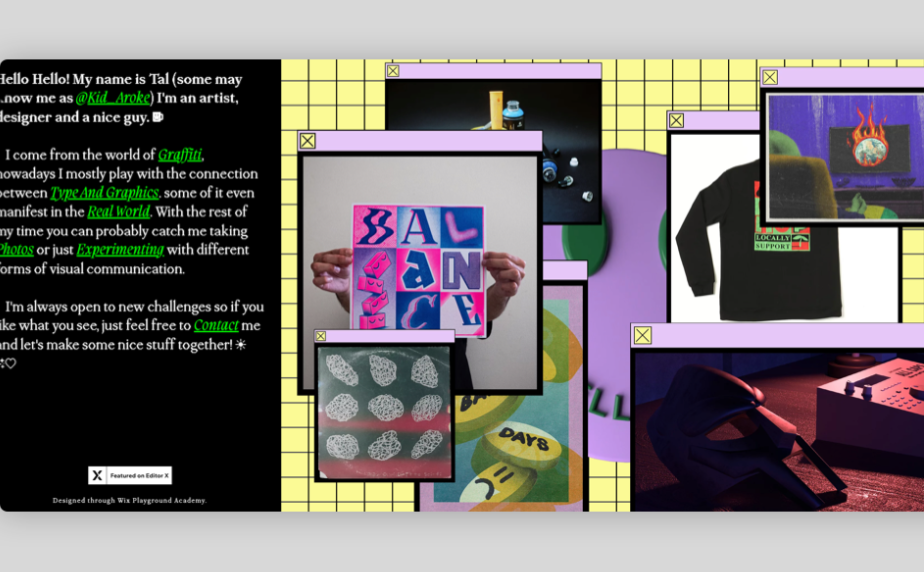 Hello Hello! My name is Tal (some may
know me as @Kid_Aroke) I'm an artist,
designer and a nice guy.
I come from the world of Graffiti,
nowadays I mostly play with the connection
between Type And Graphics. some of it even
manifest in the Real World. With the rest of
my time you can probably catch me taking
Photos or just Experimenting with different
forms of visual communication.
I'm always open to new challenges so if you
like what you see, just feel free to Contact me
and let's make some nice stuff together!
X Featured on Editor X
Designed through Wix Playground Academy.
BALANCE
DAYS
LOCALLY
SUPPORT